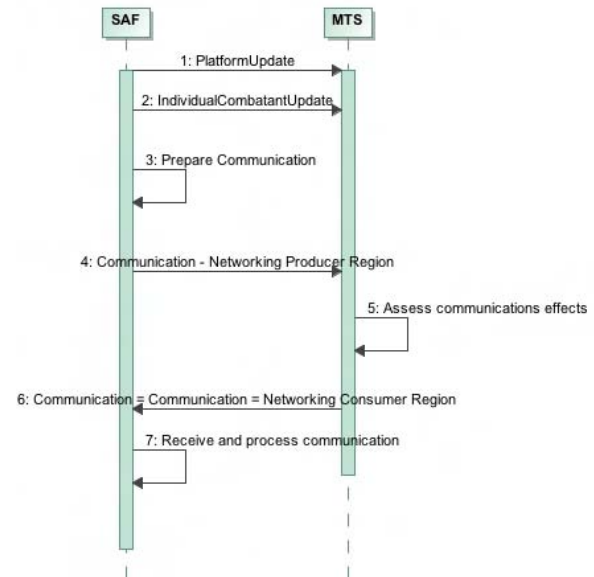 SAF
MTS
1: PlatformUpdate
2: IndividualCombatantUpdate
3: Prepare Communication
4: Communication - Networking Producer Region
5: Assess communications effects
6: Communication = Communication = Networking Consumer Region
7: Receive and process communication